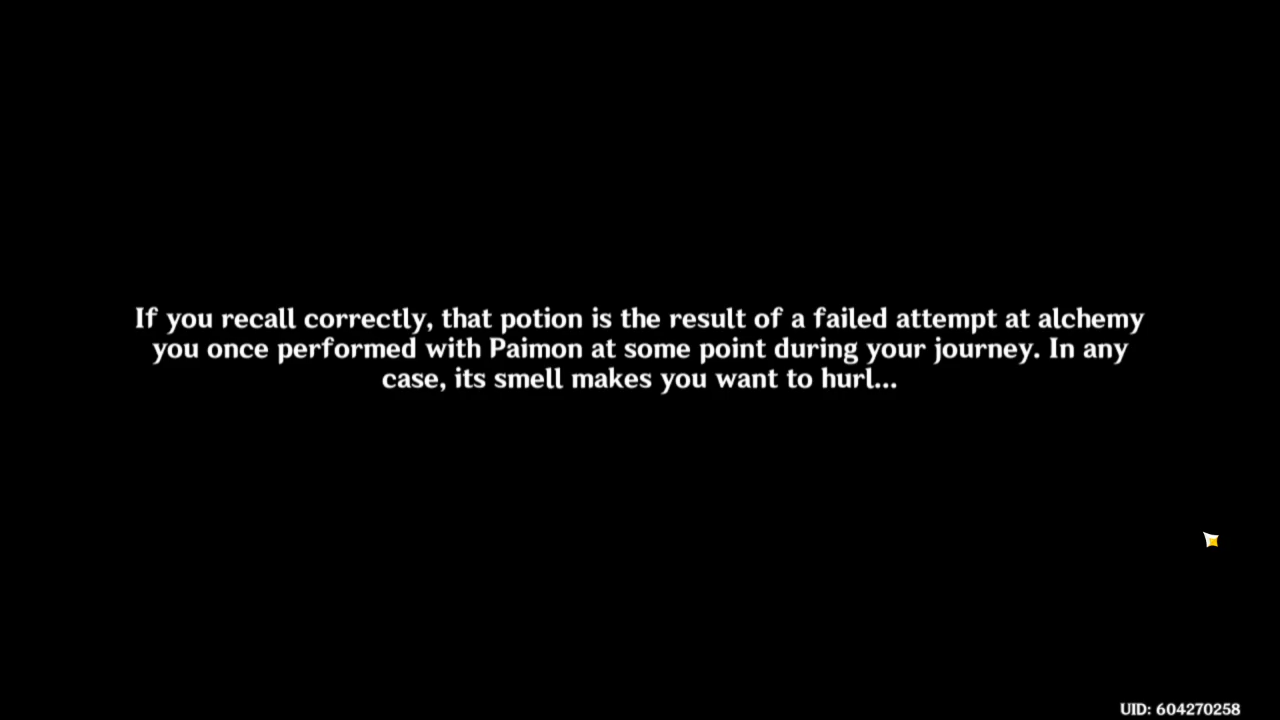 If you recall correctly, that potion is the result of a failed attempt at alchemy
you once performed with Paimon at some point during your journey. In any
case, its smell makes you want to hurl...
UID: 604270258